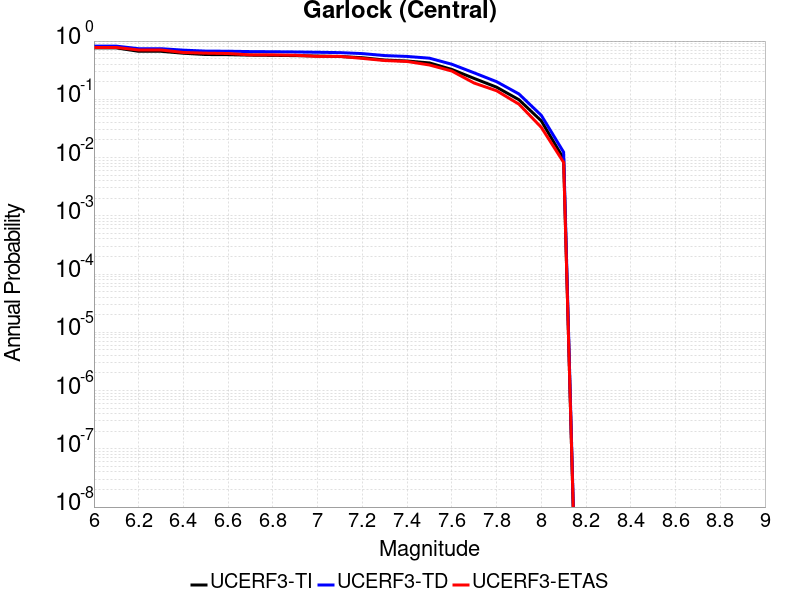 Garlock (Central)
10^0
10^-1
10^-2
10^-3
10^-4
10^-5
10^-6
10^-7
10^-8
Annual Probability
6 6.2 6.4 6.6 6.8 7 7.2 7.4 7.6 7.8 8 8.2 8.4 8.6 8.8 9
Magnitude
UCERF3-TI UCERF3-TD UCERF3-ETAS